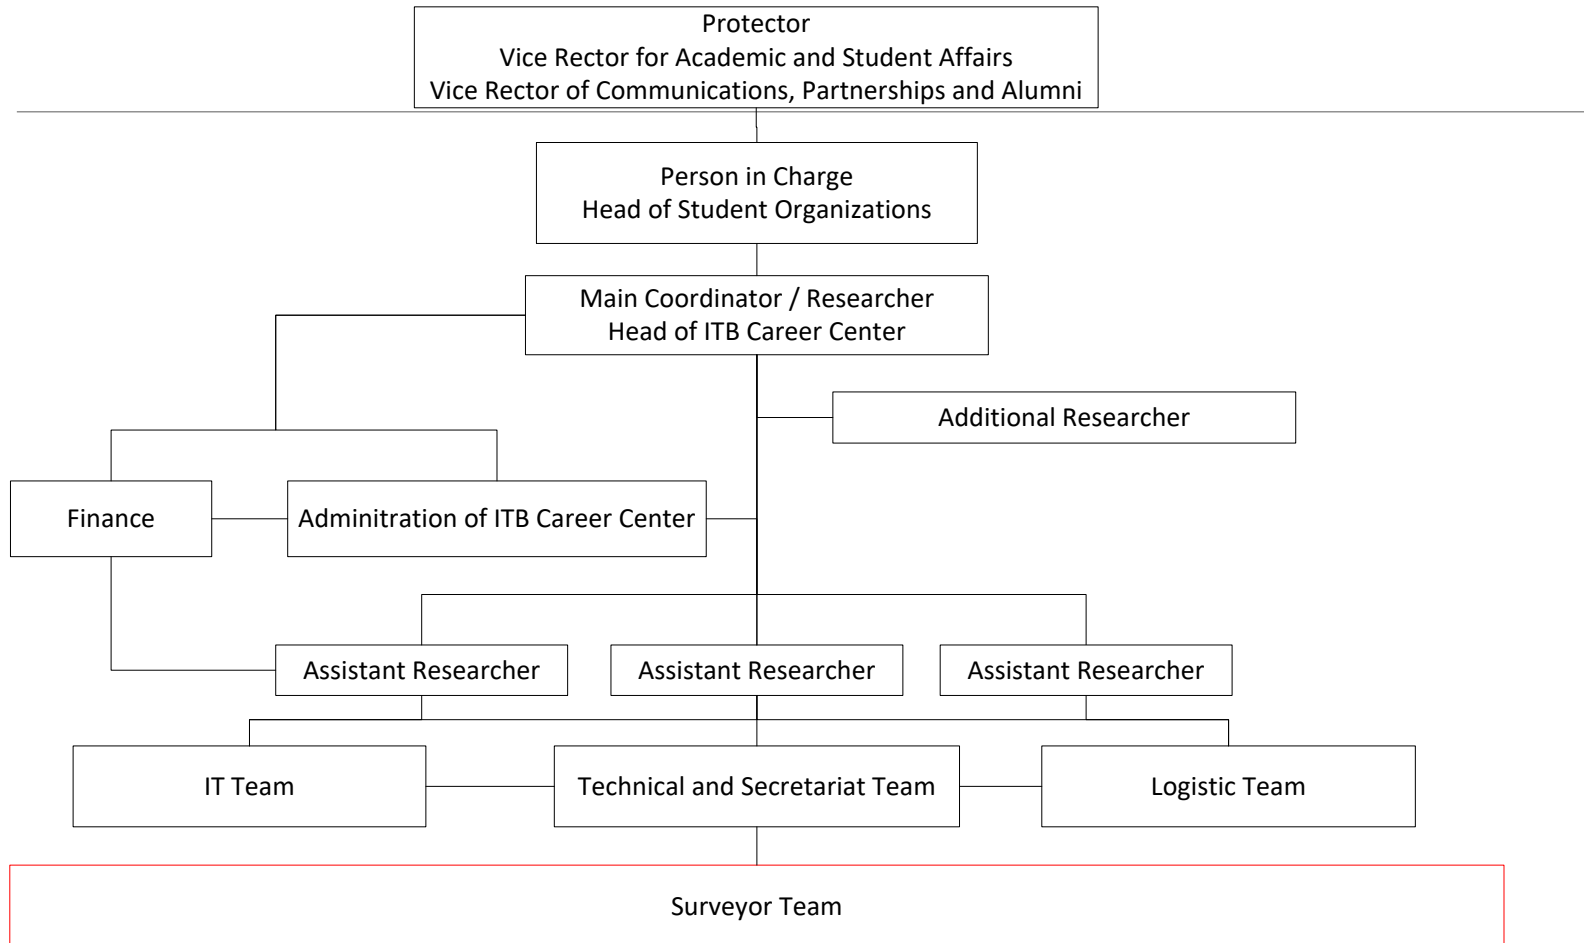 Protector
Vice Rector for Academic and Student Affairs
Vice Rector of Communications, Partnerships and Alumni
Person in Charge
Head of Student Organizations
Main Coordinator / Researcher
Head of ITB Career Center
Additional Researcher
Finance
Adminitration of ITB Career Center
Assistant Researcher
Assistant Researcher
Assistant Researcher
IT Team
Technical and Secretariat Team
Logistic Team
Surveyor Team